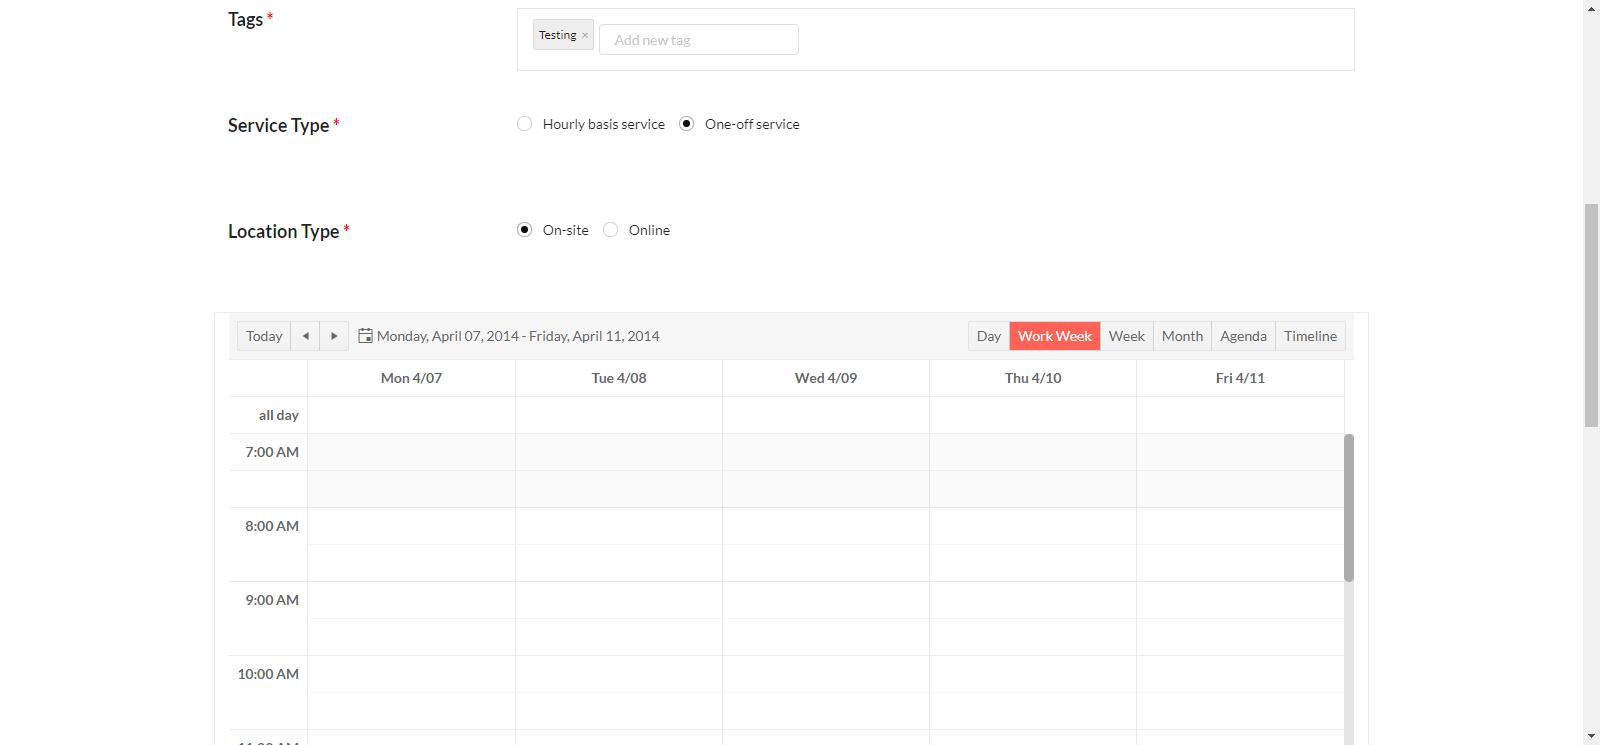 Tags *
Testing ×
Add new tag
Service Type *
Hourly basis service One-off service
Location Type *
On-site Online
Today Monday, April 07, 2014 - Friday, April 11, 2014 Day Work Week Week Month Agenda Timeline
Mon 4/07 Tue 4/08 Wed 4/09 Thu 4/10 Fri 4/11
all day
7:00 AM
8:00 AM
9:00 AM
10:00 AM
11:00 AM